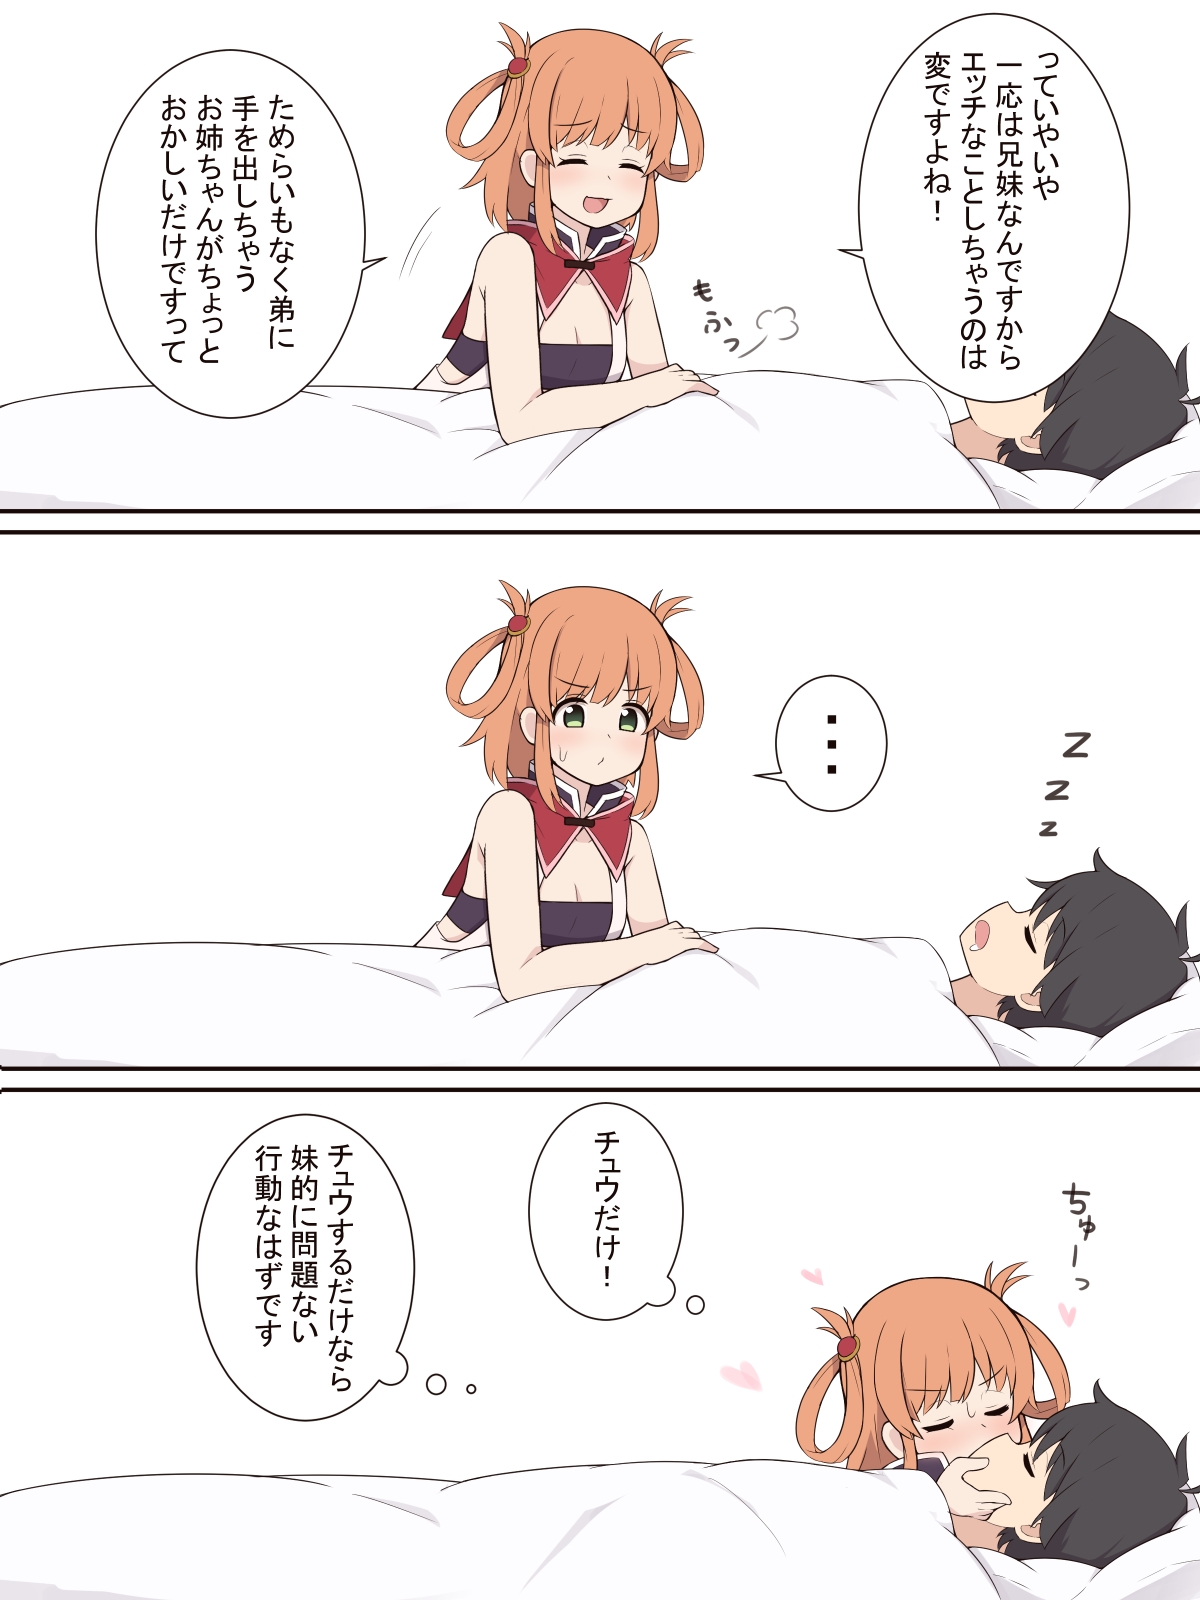 っていやいや
一応は兄妹なんですから
エッチなことしちゃうのは
変ですよね！
ためらいもなく弟に
手を出しちゃう
お姉ちゃんがちょっと
おかしいだけですって
もふっ
・・・
z
z
z
ちゅーっ
チュウだけ！
チュウするだけなら
妹的に問題ない
行動なはずです